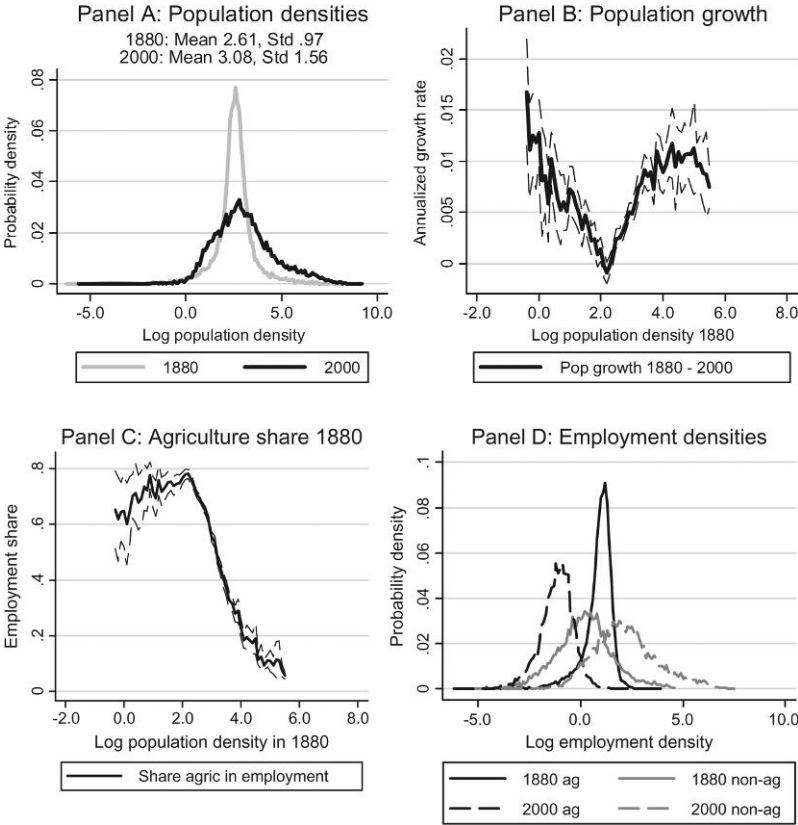 Panel A: Population densities
1880: Mean 2.61, Std .97
2000: Mean 3.08, Std 1.56
Probability density
.08
.06
.04
.02
0
-5.0 0.0 5.0 10.0
Log population density
1880 2000
Panel B: Population growth
Annualized growth rate
.02
.015
.01
.005
0
-2.0 0.0 2.0 4.0 6.0 8.0
Log population density 1880
Pop growth 1880 - 2000
Panel C: Agriculture share 1880
Employment share
.8
.6
.4
.2
0
-2.0 0.0 2.0 4.0 6.0 8.0
Log population density in 1880
Share agric in employment
Panel D: Employment densities
Probability density
.1
.08
.06
.04
.02
0
-5.0 0.0 5.0 10.0
Log employment density
1880 ag 1880 non-ag
2000 ag 2000 non-ag